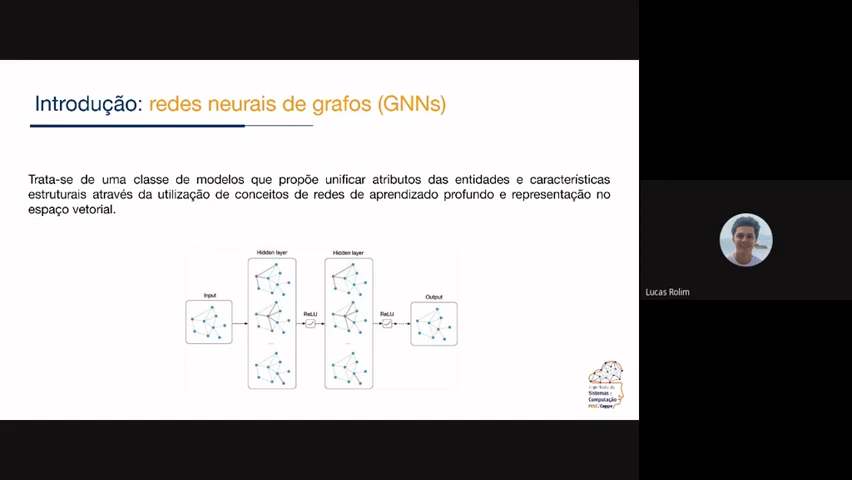 Introdução: redes neurais de grafos (GNNs)
Trata-se de uma classe de modelos que propõe unificar atributos das entidades e características
estruturais através da utilização de conceitos de redes de aprendizado profundo e representação no
espaço vetorial.
Hidden layer
Hidden layer
Input
ReLU
ReLU
Output
...
...
Lucas Rolim
Sistemas e
Computação